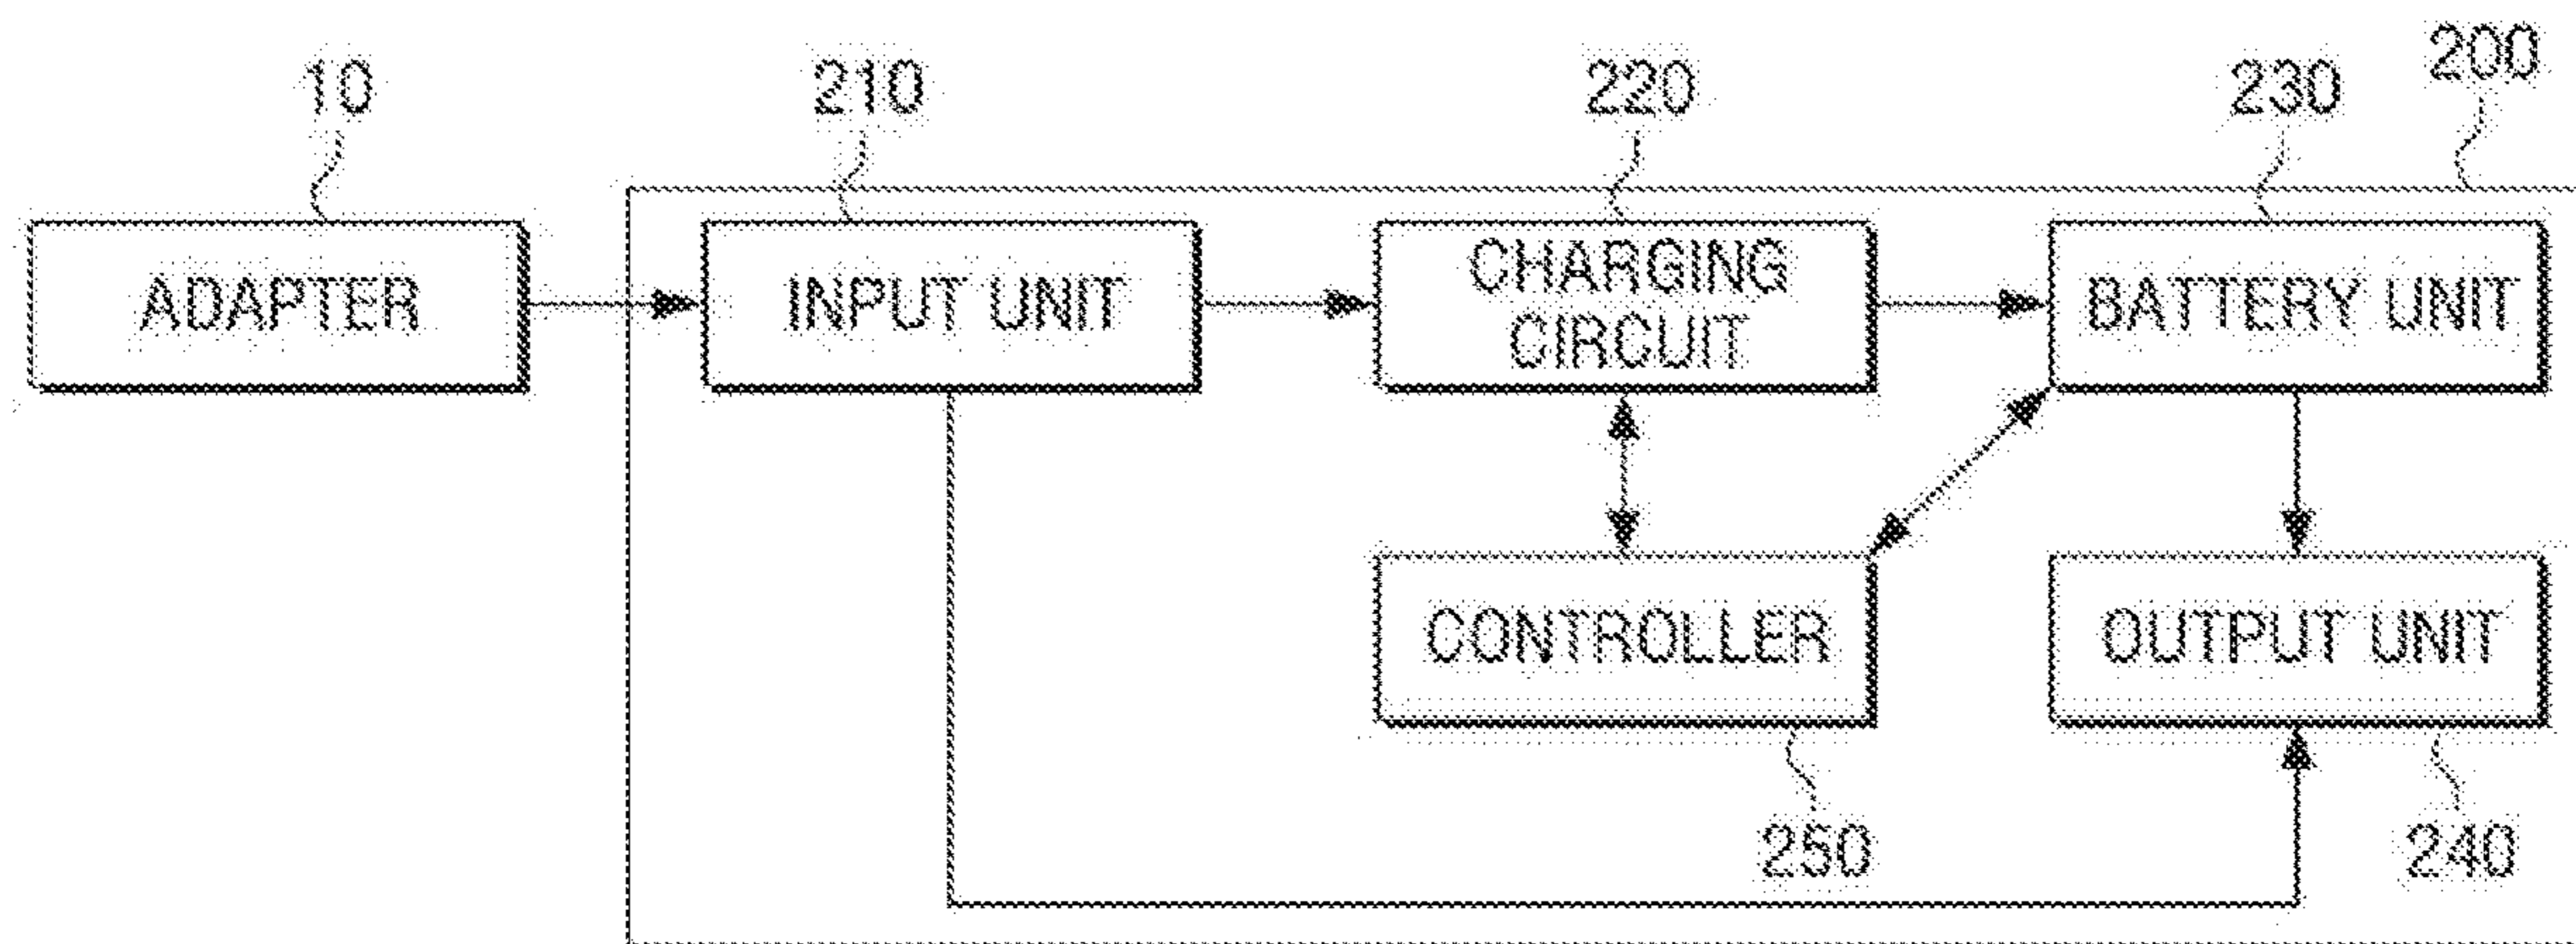 10
210
220
230
200
ADAPTER
INPUT UNIT
CHARGING
CIRCUIT
BATTERY UNIT
CONTROLLER
OUTPUT UNIT
250
240